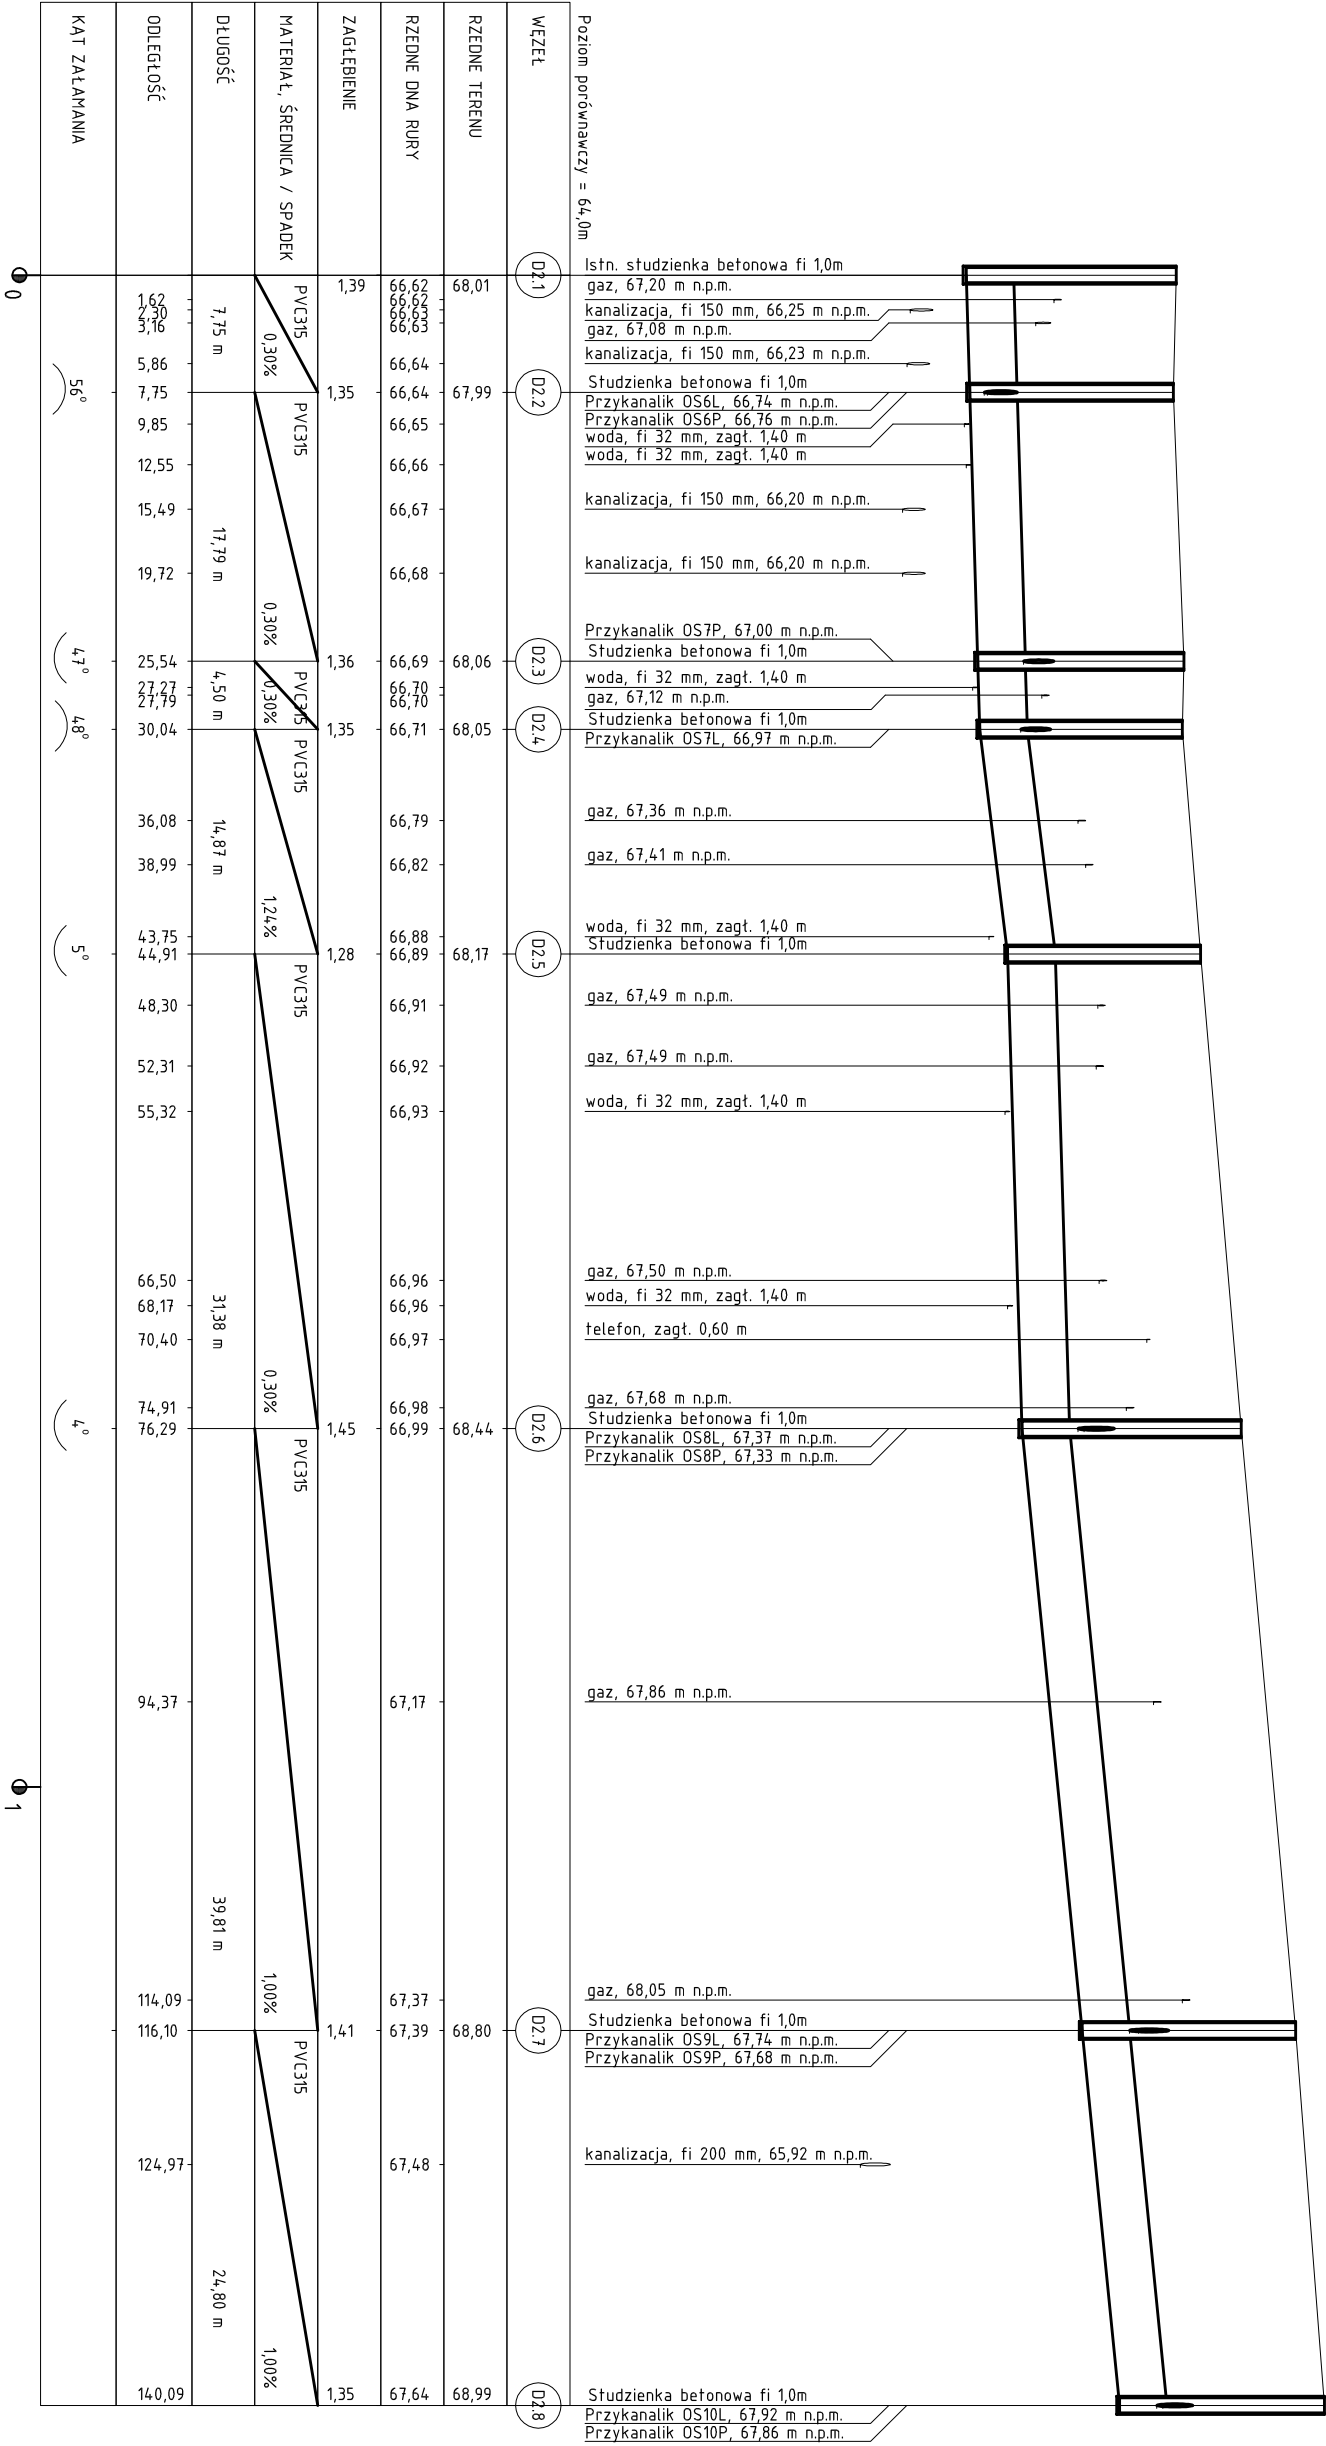 Poziom porównawczy = 64,0m
WĘZEŁ
RZEDNE TERENU
RZEDNE DNA RURY
ZAGŁĘBIENIE
MATERIAŁ, ŚREDNICA / SPADEK
DŁUGOŚĆ
ODLEGŁOŚĆ
KĄT ZAŁAMANIA
Istn. studzienka betonowa fi 1,0m
D2.1
68,01
66,62
1,39
0
gaz, 67,20 m n.p.m.
66,62
1,62
PVC315
0,30%
7,75 m
kanalizacja, fi 150 mm, 66,25 m n.p.m.
66,63
2,30
gaz, 67,08 m n.p.m.
66,63
3,16
kanalizacja, fi 150 mm, 66,23 m n.p.m.
66,64
5,86
Studzienka betonowa fi 1,0m
D2.2
67,99
66,64
1,35
7,75
56°
Przykanalik OS6L, 66,74 m n.p.m.
Przykanalik OS6P, 66,76 m n.p.m.
woda, fi 32 mm, zagł. 1,40 m
66,65
9,85
PVC315
woda, fi 32 mm, zagł. 1,40 m
66,66
12,55
kanalizacja, fi 150 mm, 66,20 m n.p.m.
66,67
15,49
17,79 m
kanalizacja, fi 150 mm, 66,20 m n.p.m.
66,68
19,72
0,30%
Przykanalik OS7P, 67,00 m n.p.m.
Studzienka betonowa fi 1,0m
D2.3
68,06
66,69
1,36
25,54
47°
woda, fi 32 mm, zagł. 1,40 m
66,70
27,27
PVC315
0,30%
4,50 m
gaz, 67,12 m n.p.m.
66,70
27,79
Studzienka betonowa fi 1,0m
D2.4
68,05
66,71
1,35
30,04
48°
Przykanalik OS7L, 66,97 m n.p.m.
PVC315
gaz, 67,36 m n.p.m.
66,79
36,08
14,87 m
gaz, 67,41 m n.p.m.
66,82
38,99
1,24%
woda, fi 32 mm, zagł. 1,40 m
66,88
43,75
Studzienka betonowa fi 1,0m
D2.5
68,17
66,89
1,28
44,91
5°
PVC315
gaz, 67,49 m n.p.m.
66,91
48,30
gaz, 67,49 m n.p.m.
66,92
52,31
woda, fi 32 mm, zagł. 1,40 m
66,93
55,32
gaz, 67,50 m n.p.m.
66,96
66,50
31,38 m
woda, fi 32 mm, zagł. 1,40 m
66,96
68,17
telefon, zagł. 0,60 m
66,97
70,40
0,30%
gaz, 67,68 m n.p.m.
66,98
74,91
Studzienka betonowa fi 1,0m
D2.6
68,44
66,99
1,45
76,29
4°
Przykanalik OS8L, 67,37 m n.p.m.
Przykanalik OS8P, 67,33 m n.p.m.
PVC315
gaz, 67,86 m n.p.m.
67,17
94,37
1
39,81 m
1,00%
gaz, 68,05 m n.p.m.
67,37
114,09
Studzienka betonowa fi 1,0m
D2.7
68,80
67,39
1,41
116,10
Przykanalik OS9L, 67,74 m n.p.m.
Przykanalik OS9P, 67,68 m n.p.m.
PVC315
kanalizacja, fi 200 mm, 65,92 m n.p.m.
67,48
124,97
24,80 m
1,00%
Studzienka betonowa fi 1,0m
D2.8
68,99
67,64
1,35
140,09
Przykanalik OS10L, 67,92 m n.p.m.
Przykanalik OS10P, 67,86 m n.p.m.